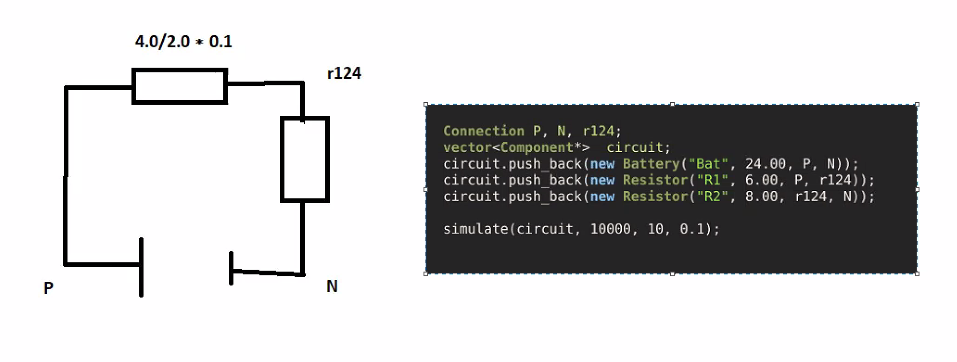 4.0/2.0 * 0.1
r124
P
N
Connection P, N, r124;
vector<Component*>  circuit;
circuit.push_back(new Battery("Bat", 24.00, P, N));
circuit.push_back(new Resistor("R1", 6.00, P, r124));
circuit.push_back(new Resistor("R2", 8.00, r124, N));
simulate(circuit, 10000, 10, 0.1);